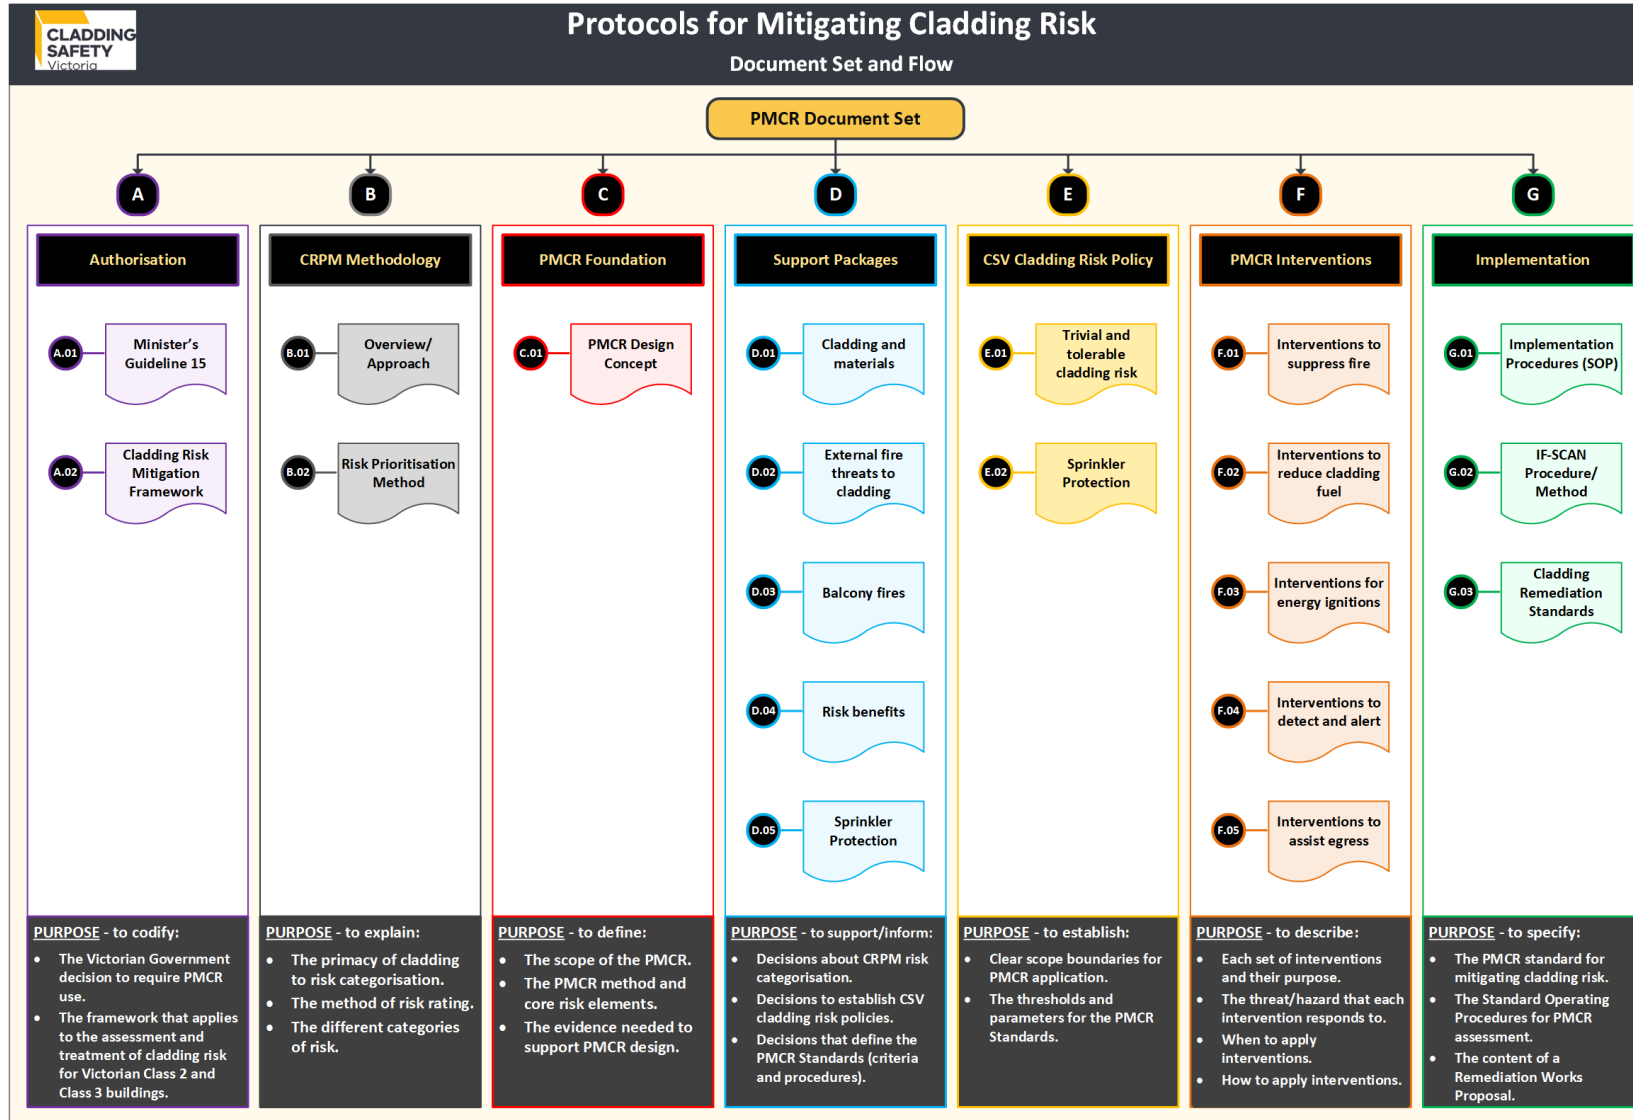 CLADDING
SAFETY
Victoria
Protocols for Mitigating Cladding Risk
Document Set and Flow
PMCR Document Set
A
B
C
D
E
F
G
Authorisation
CRPM Methodology
PMCR Foundation
Support Packages
CSV Cladding Risk Policy
PMCR Interventions
Implementation
A.01
Minister's
Guideline 15
A.02
Cladding Risk
Mitigation
Framework
B.01
Overview/
Approach
B.02
Risk Prioritisation
Method
C.01
PMCR Design
Concept
D.01
Cladding and
materials
D.02
External fire
threats to
cladding
D.03
Balcony fires
D.04
Risk benefits
D.05
Sprinkler
Protection
E.01
Trivial and
tolerable
cladding risk
E.02
Sprinkler
Protection
F.01
Interventions to
suppress fire
F.02
Interventions to
reduce cladding
fuel
F.03
Interventions for
energy ignitions
F.04
Interventions to
detect and alert
F.05
Interventions to
assist egress
G.01
Implementation
Procedures (SOP)
G.02
IF-SCAN
Procedure/
Method
G.03
Cladding
Remediation
Standards
PURPOSE - to codify:
• The Victorian Government
decision to require PMCR
use.
• The framework that applies
to the assessment and
treatment of cladding risk
for Victorian Class 2 and
Class 3 buildings.
PURPOSE - to explain:
• The primacy of cladding
to risk categorisation.
• The method of risk rating.
• The different categories
of risk.
PURPOSE - to define:
• The scope of the PMCR.
• The PMCR method and
core risk elements.
• The evidence needed to
support PMCR design.
PURPOSE - to support/inform:
• Decisions about CRPM risk
categorisation.
• Decisions to establish CSV
cladding risk policies.
• Decisions that define the
PMCR Standards (criteria
and procedures).
PURPOSE - to establish:
• Clear scope boundaries for
PMCR application.
• The thresholds and
parameters for the PMCR
Standards.
PURPOSE - to describe:
• Each set of interventions
and their purpose.
• The threat/hazard that each
intervention responds to.
• When to apply
interventions.
• How to apply interventions.
PURPOSE - to specify:
• The PMCR standard for
mitigating cladding risk.
• The Standard Operating
Procedures for PMCR
assessment.
• The content of a
Remediation Works
Proposal.